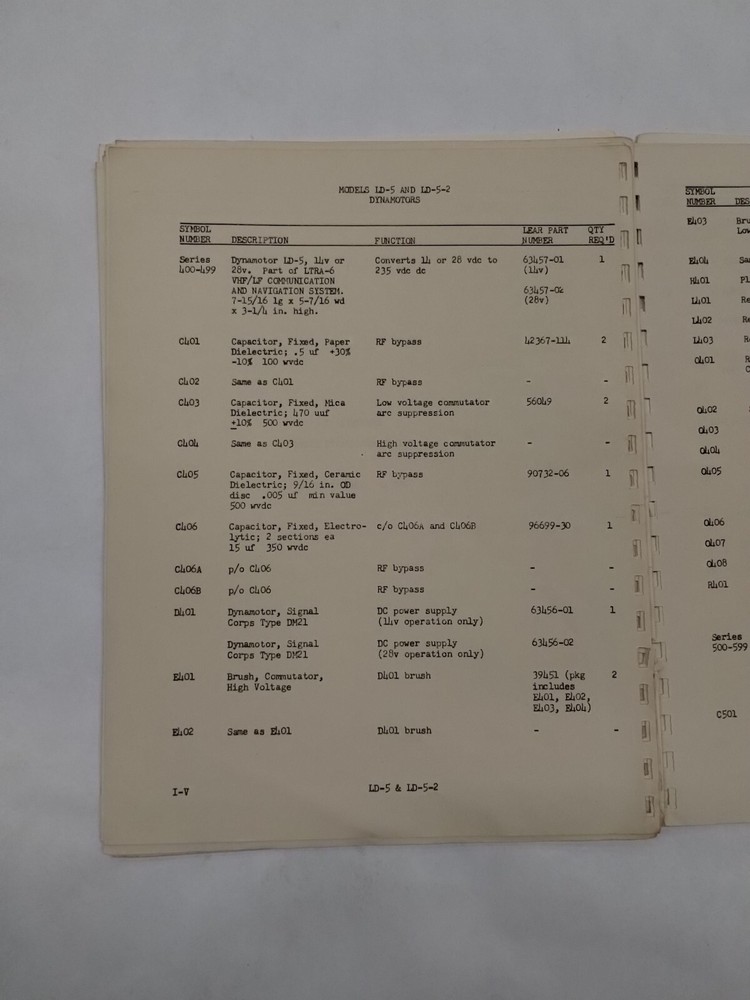 MODELS LD-5 AND LD-5-2
DYNAMOTORS
SYMBOL NUMBER DESCRIPTION FUNCTION LEAR PART NUMBER QTY REQ'D
Series Dynamotor LD-5, 14v or Converts 14 or 28 vdc to 63457-01 1
400-499 28v. Part of LTRA-6 235 vdc dc (14v)
VHF/LF COMMUNICATION
AND NAVIGATION SYSTEM. 63457-02
7-15/16 lg x 5-7/16 wd (28v)
x 3-1/4 in. high.
C401 Capacitor, Fixed, Paper RF bypass 42367-114 2
Dielectric; .5 uf +30%
-10% 100 wvdc
C402 Same as C401 RF bypass - -
C403 Capacitor, Fixed, Mica Low voltage commutator 56049 2
Dielectric; 470 uuf arc suppression
±10% 500 wvdc
C404 Same as C403 High voltage commutator - -
arc suppression
C405 Capacitor, Fixed, Ceramic RF bypass 90732-06 1
Dielectric; 9/16 in. OD
disc .005 uf min value
500 wvdc
C406 Capacitor, Fixed, Electro- c/o C406A and C406B 96699-30 1
lytic; 2 sections ea
15 uf 350 wvdc
C406A p/o C406 RF bypass - -
C406B p/o C406 RF bypass - -
D401 Dynamotor, Signal DC power supply 63456-01 1
Corps Type DM21 (14v operation only)
Dynamotor, Signal DC power supply 63456-02
Corps Type DM21 (28v operation only)
E401 Brush, Commutator, D401 brush 39451 (pkg 2
High Voltage includes
E401, E402,
E403, E404)
E402 Same as E401 D401 brush - -
I-V LD-5 & LD-5-2
SYMBOL
NUMBER DES
E403 Bru
Low
E404 Sa
H401 Pl
L401 Re
L402 Re
L403 R
O401 R
C
O402
O403
O404
O405
O406
O407
O408
R401
Series
500-599
C501